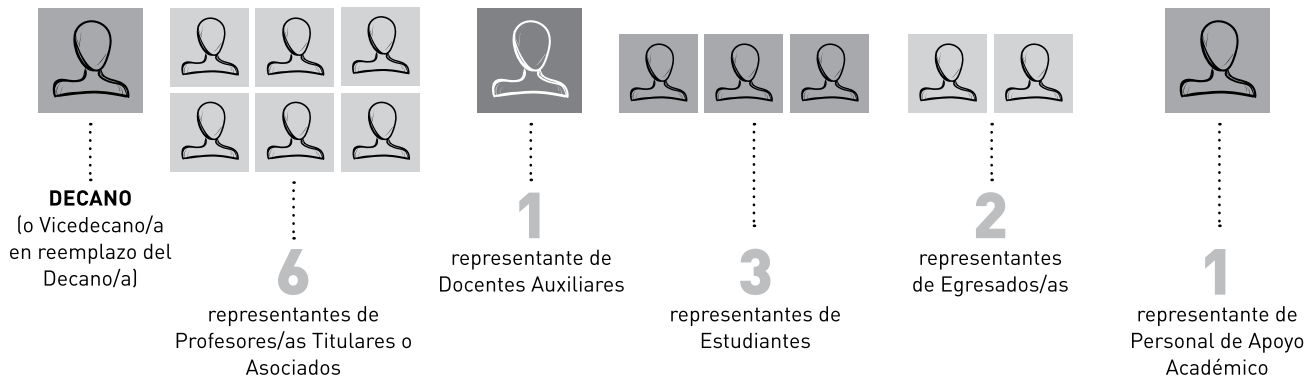 DECANO
(o Vicedecano/a
en reemplazo del
Decano/a)
6
representantes de
Profesores/as Titulares o
Asociados
1
representante de
Docentes Auxiliares
3
representantes de
Estudiantes
2
representantes
de Egresados/as
1
representante de
Personal de Apoyo
Académico